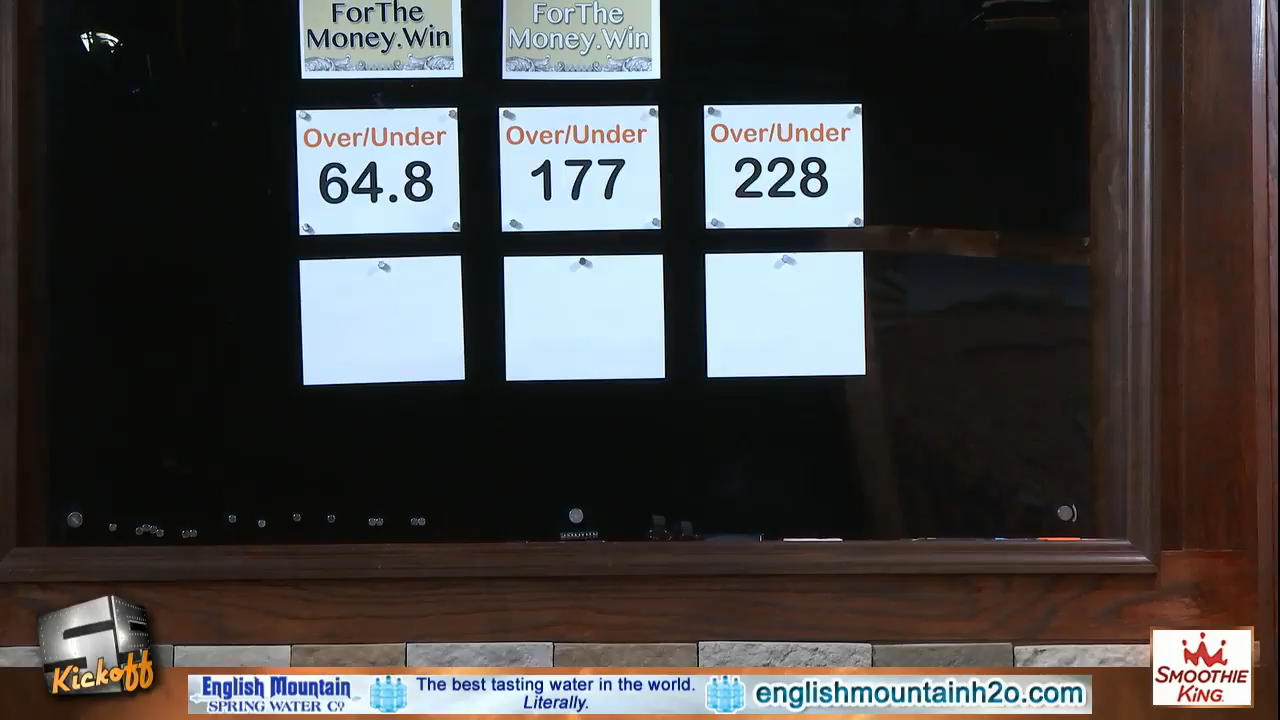 ForThe
Money.Win
ForThe
Money.Win
Over/Under
64.8
Over/Under
177
Over/Under
228
Kickoff
English Mountain
SPRING WATER CO
The best tasting water in the world.
Literally.
englishmountainh2o.com
SMOOTHIE
KING